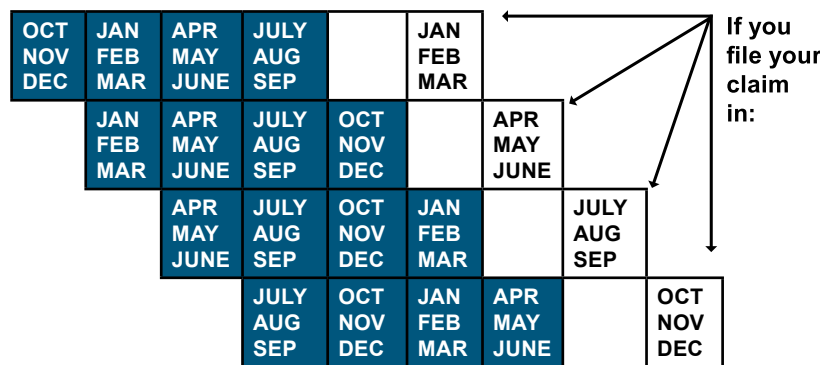 OCT JAN APR JULY JAN
NOV FEB MAY AUG FEB
DEC MAR JUNE SEP MAR
If you
file your
claim
in:
JAN APR JULY OCT APR
FEB MAY AUG NOV MAY
MAR JUNE SEP DEC JUNE
APR JULY OCT JAN JULY
MAY AUG NOV FEB AUG
JUNE SEP DEC MAR SEP
JULY OCT JAN APR OCT
AUG NOV FEB MAY NOV
SEP DEC MAR JUNE DEC